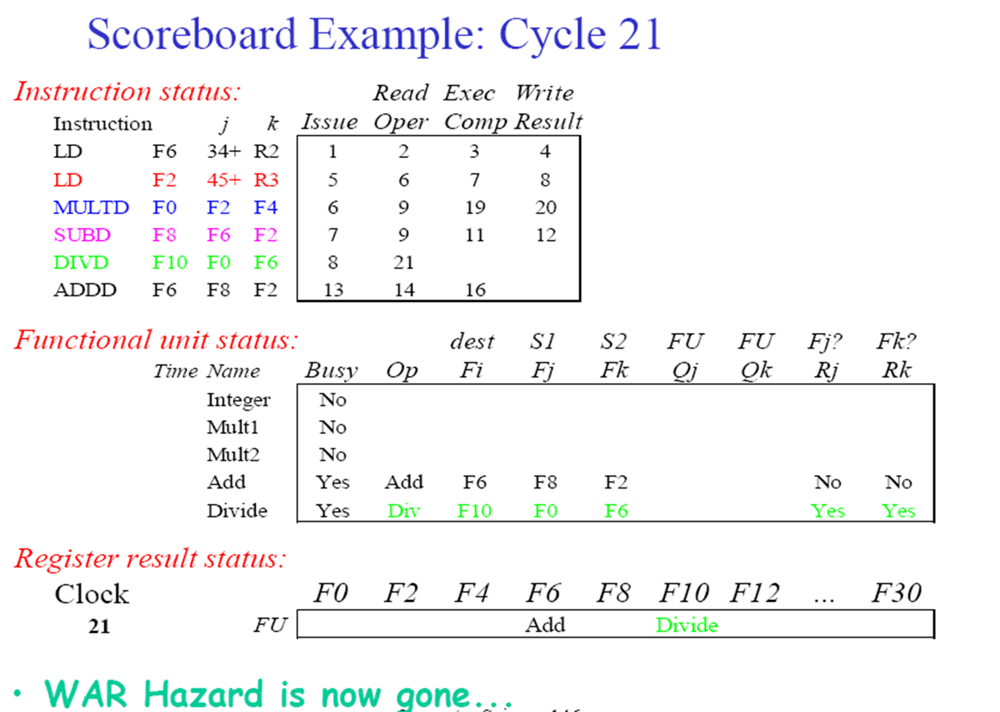 Scoreboard Example: Cycle 21
Instruction status:
Read Exec Write
Instruction j k Issue Oper Comp Result
LD F6 34+ R2 1 2 3 4
LD F2 45+ R3 5 6 7 8
MULTD F0 F2 F4 6 9 19 20
SUBD F8 F6 F2 7 9 11 12
DIVD F10 F0 F6 8 21
ADDD F6 F8 F2 13 14 16
Functional unit status:
dest S1 S2 FU FU Fj? Fk?
Time Name Busy Op Fi Fj Fk Qj Qk Rj Rk
Integer No
Mult1 No
Mult2 No
Add Yes Add F6 F8 F2 No No
Divide Yes Div F10 F0 F6 Yes Yes
Register result status:
Clock F0 F2 F4 F6 F8 F10 F12 ... F30
21 FU Add Divide
• WAR Hazard is now gone...